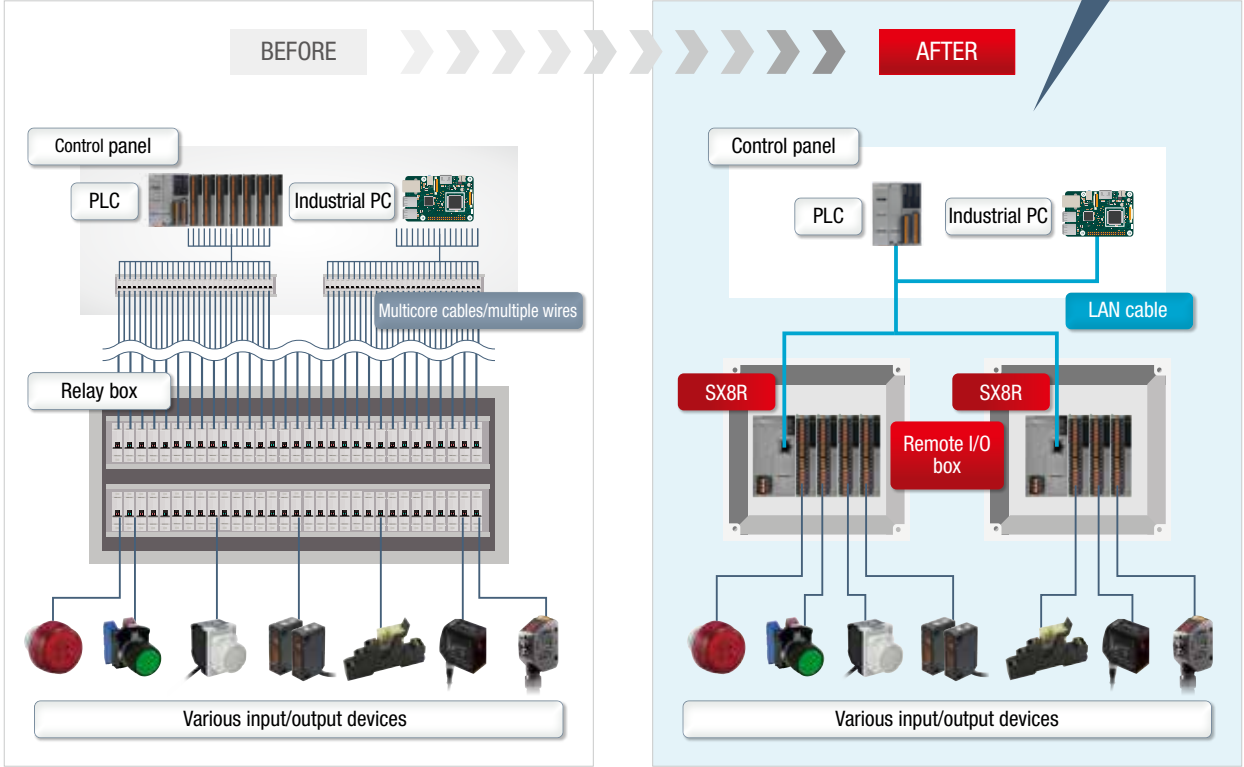 BEFORE
AFTER
Control panel
PLC
Industrial PC
Multicore cables/multiple wires
Relay box
Various input/output devices
Control panel
PLC
Industrial PC
LAN cable
SX8R
SX8R
Remote I/O
box
Various input/output devices